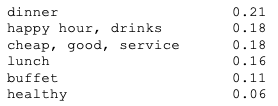 dinner 0.21
happy hour, drinks 0.18
cheap, good, service 0.18
lunch 0.16
buffet 0.11
healthy 0.06